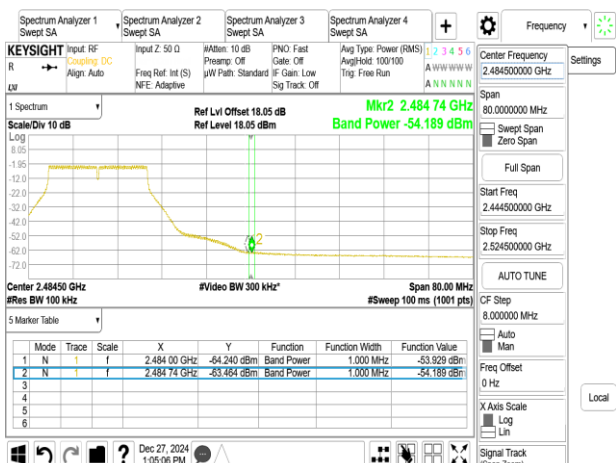 Spectrum Analyzer 1
Swept SA
Spectrum Analyzer 2
Swept SA
Spectrum Analyzer 3
Swept SA
Spectrum Analyzer 4
Swept SA
+
Frequency
KEYSIGHT
R
Input: RF
Coupling: DC
Align: Auto
Input Z: 50 Ω
Freq Ref: Int (S)
NFE: Adaptive
#Atten: 10 dB
Preamp: Off
µW Path: Standard
PNO: Fast
Gate: Off
IF Gain: Low
Sig Track: Off
Avg Type: Power (RMS)
Avg|Hold: 100/100
Trig: Free Run
1 2 3 4 5 6
A W W W W W
A N N N N N
1 Spectrum
Scale/Div 10 dB
Log
Ref Lvl Offset 18.05 dB
Ref Level 18.05 dBm
Mkr2 2.484 74 GHz
Band Power -54.189 dBm
8.05
-1.95
-12.0
-22.0
-32.0
-42.0
-52.0
-62.0
-72.0
2
Center 2.48450 GHz
#Res BW 100 kHz
#Video BW 300 kHz*
Span 80.00 MHz
#Sweep 100 ms (1001 pts)
5 Marker Table
Mode Trace Scale X Y Function Function Width Function Value
1 N 1 f 2.484 00 GHz -64.240 dBm Band Power 1.000 MHz -53.929 dBm
2 N 1 f 2.484 74 GHz -63.464 dBm Band Power 1.000 MHz -54.189 dBm
3
4
5
6
?
Dec 27, 2024
1:05:06 PM
Center Frequency
2.484500000 GHz
Settings
Span
80.0000000 MHz
Swept Span
Zero Span
Full Span
Start Freq
2.444500000 GHz
Stop Freq
2.524500000 GHz
AUTO TUNE
CF Step
8.000000 MHz
Auto
Man
Freq Offset
0 Hz
X Axis Scale
Log
Lin
Local
Signal Track